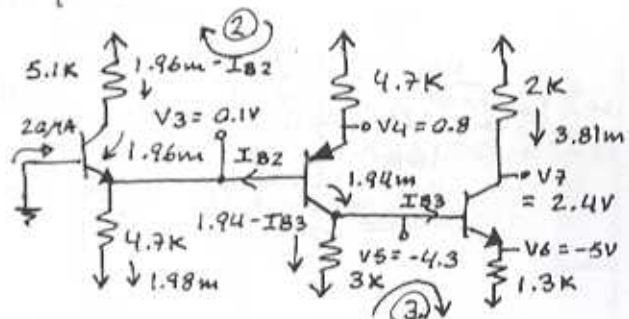 ②
5.1K
1.96m - IB2
4.7K
2K
20μA
V3 = 0.1V
V4 = 0.8
3.81m
1.96m
IB2
1.94m
IB3
V7
= 2.4V
4.7K
1.94 - IB3
V5 = -4.3
V6 = -5V
1.98m
3K
1.3K
③